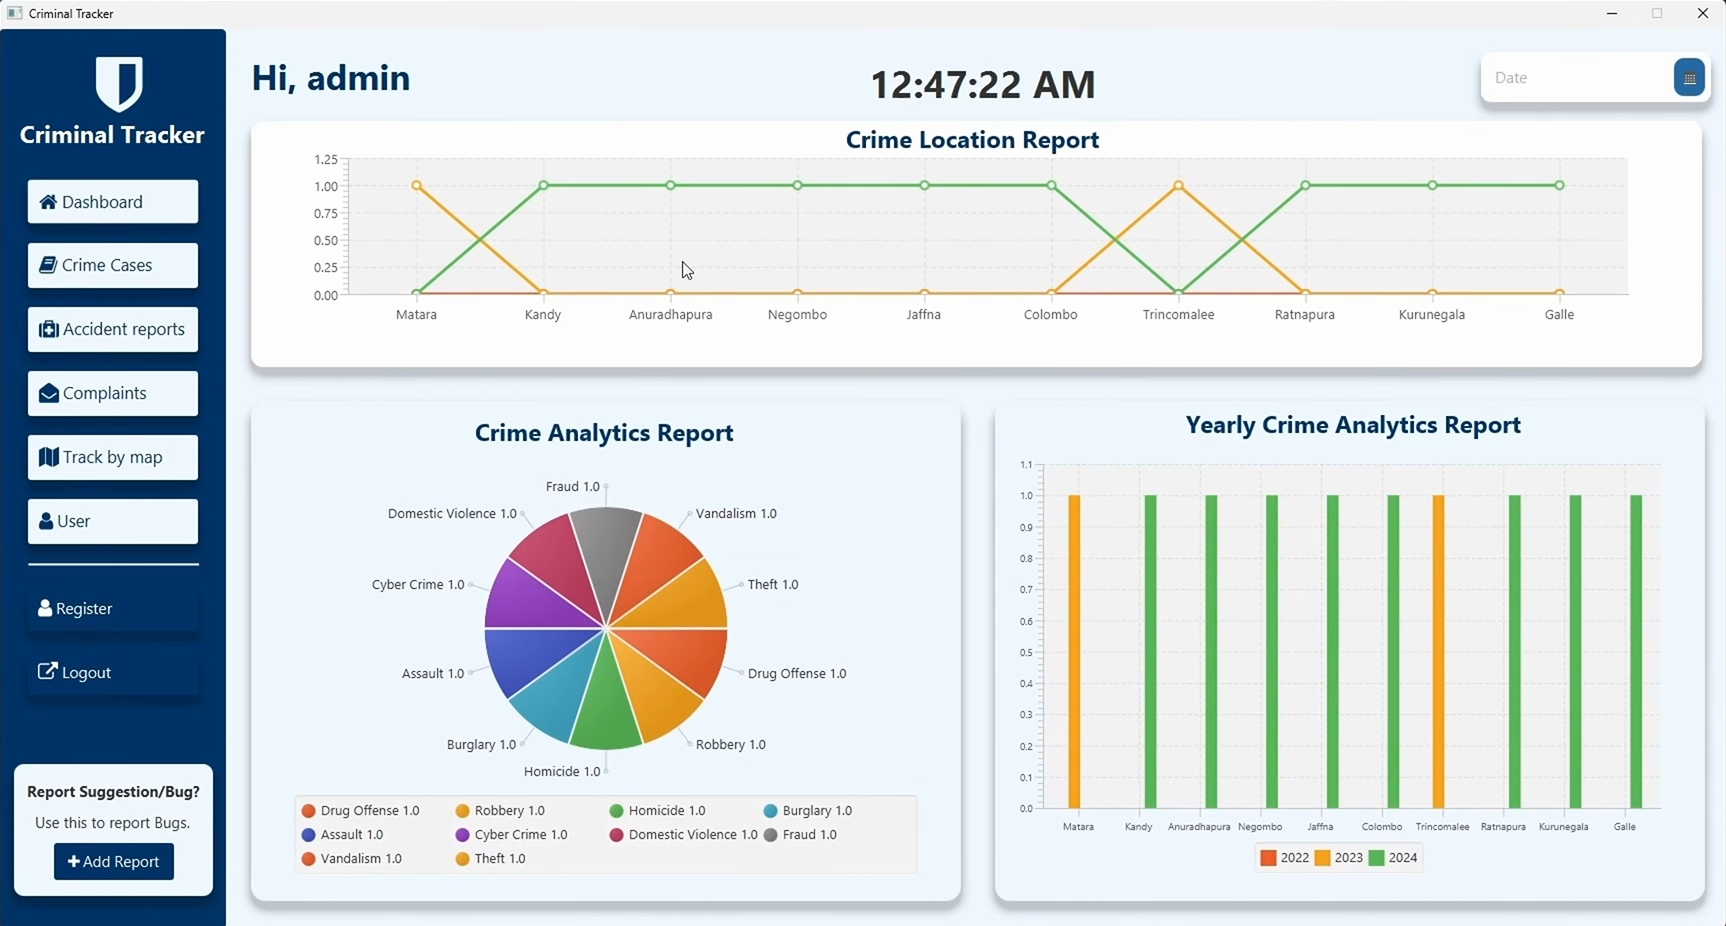 Criminal Tracker
Criminal Tracker
Dashboard
Crime Cases
Accident reports
Complaints
Track by map
User
Register
Logout
Report Suggestion/Bug?
Use this to report Bugs.
Add Report
Hi, admin
12:47:22 AM
Date
Crime Location Report
1.25
1.00
0.75
0.50
0.25
0.00
Matara Kandy Anuradhapura Negombo Jaffna Colombo Trincomalee Ratnapura Kurunegala Galle
Crime Analytics Report
Fraud 1.0
Domestic Violence 1.0 Vandalism 1.0
Cyber Crime 1.0 Theft 1.0
Assault 1.0 Drug Offense 1.0
Burglary 1.0 Robbery 1.0
Homicide 1.0
Drug Offense 1.0 Robbery 1.0 Homicide 1.0 Burglary 1.0
Assault 1.0 Cyber Crime 1.0 Domestic Violence 1.0 Fraud 1.0
Vandalism 1.0 Theft 1.0
Yearly Crime Analytics Report
1.1
1.0
0.9
0.8
0.7
0.6
0.5
0.4
0.3
0.2
0.1
0.0
Matara Kandy Anuradhapura Negombo Jaffna Colombo Trincomalee Ratnapura Kurunegala Galle
2022 2023 2024